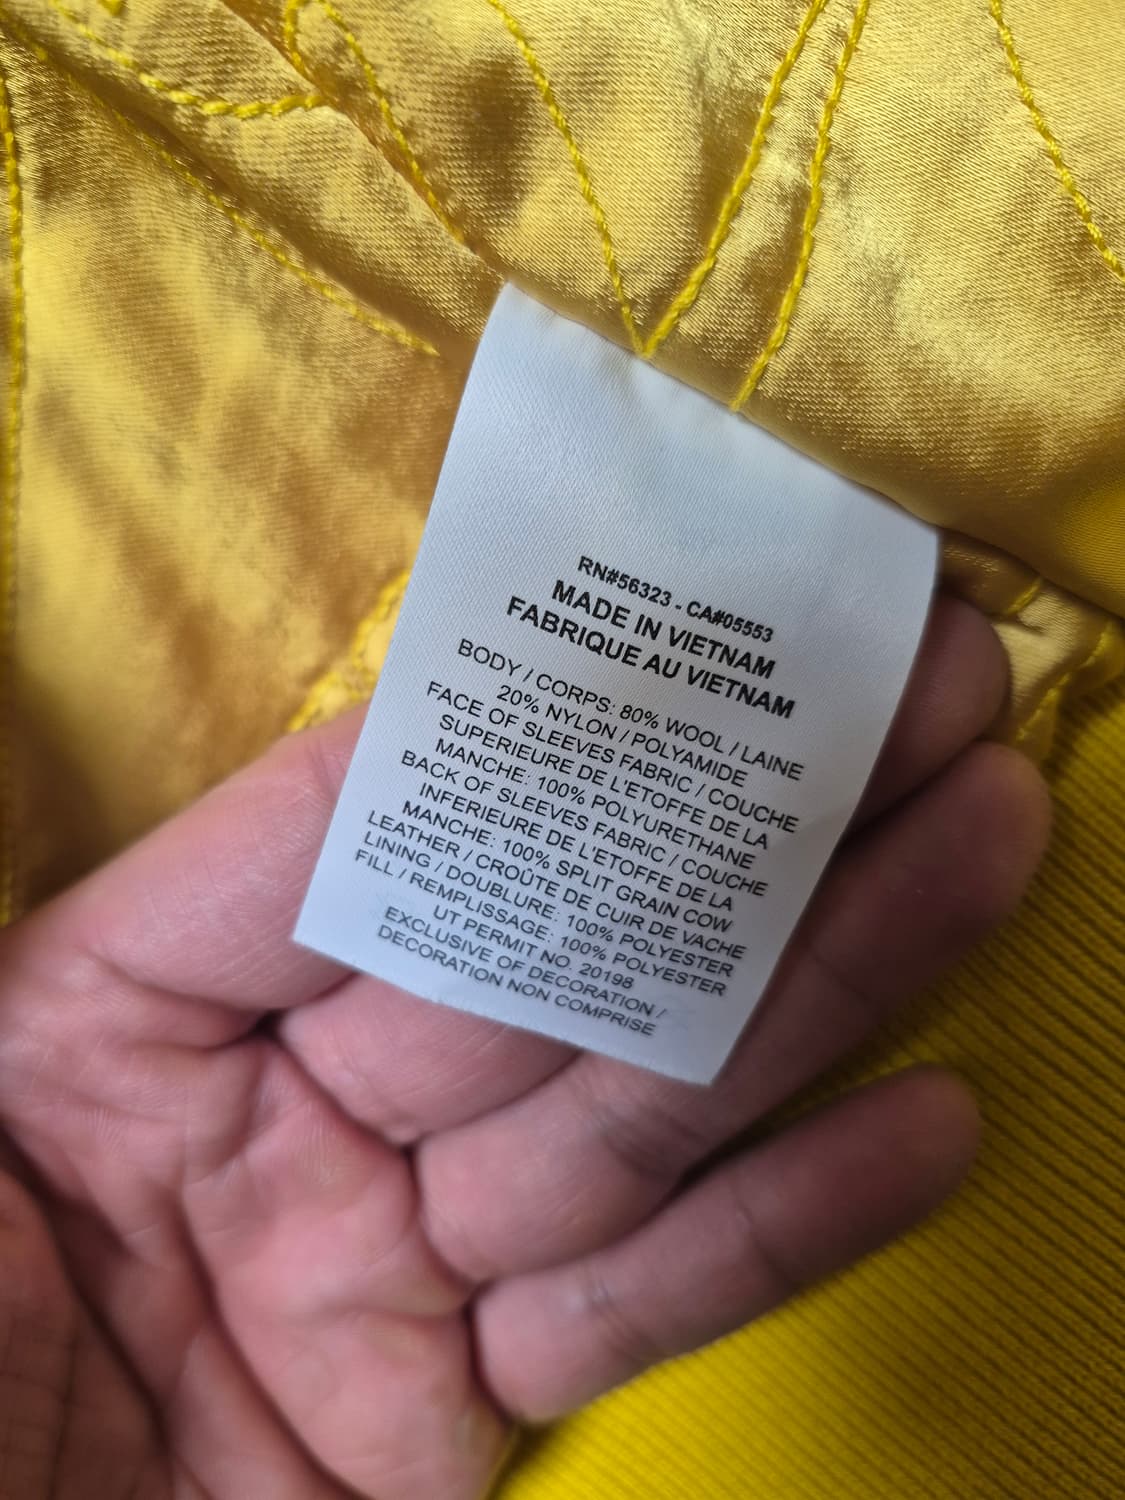 RN#56323 - CA#05553
MADE IN VIETNAM
FABRIQUE AU VIETNAM
BODY / CORPS: 80% WOOL / LAINE
20% NYLON / POLYAMIDE
FACE OF SLEEVES FABRIC / COUCHE
SUPERIEURE DE L'ETOFFE DE LA
MANCHE: 100% POLYURETHANE
BACK OF SLEEVES FABRIC / COUCHE
INFERIEURE DE L'ETOFFE DE LA
MANCHE: 100% SPLIT GRAIN COW
LEATHER / CROÛTE DE CUIR DE VACHE
LINING / DOUBLURE: 100% POLYESTER
FILL / REMPLISSAGE: 100% POLYESTER
UT PERMIT NO. 20198
EXCLUSIVE OF DECORATION /
DECORATION NON COMPRISE